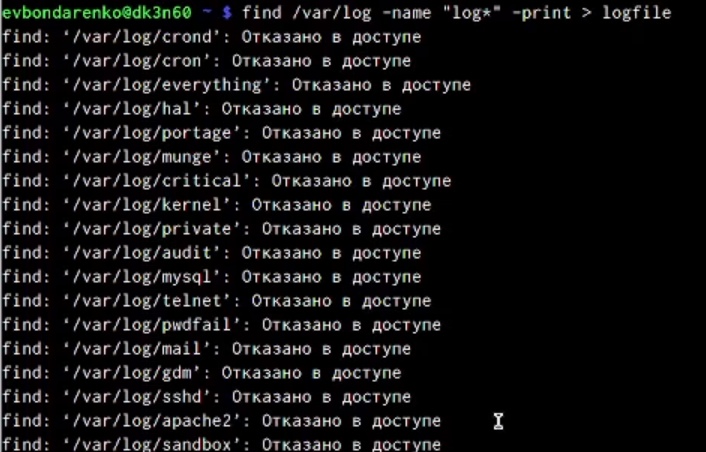 evbondarenko@dk3n60 ~ $ find /var/log -name "log*" -print > logfile
find: ‘/var/log/crond’: Отказано в доступе
find: ‘/var/log/cron’: Отказано в доступе
find: ‘/var/log/everything’: Отказано в доступе
find: ‘/var/log/hal’: Отказано в доступе
find: ‘/var/log/portage’: Отказано в доступе
find: ‘/var/log/munge’: Отказано в доступе
find: ‘/var/log/critical’: Отказано в доступе
find: ‘/var/log/kernel’: Отказано в доступе
find: ‘/var/log/private’: Отказано в доступе
find: ‘/var/log/audit’: Отказано в доступе
find: ‘/var/log/mysql’: Отказано в доступе
find: ‘/var/log/telnet’: Отказано в доступе
find: ‘/var/log/pwdfail’: Отказано в доступе
find: ‘/var/log/mail’: Отказано в доступе
find: ‘/var/log/gdm’: Отказано в доступе
find: ‘/var/log/sshd’: Отказано в доступе
find: ‘/var/log/apache2’: Отказано в доступе
find: ‘/var/log/sandbox’: Отказано в доступе